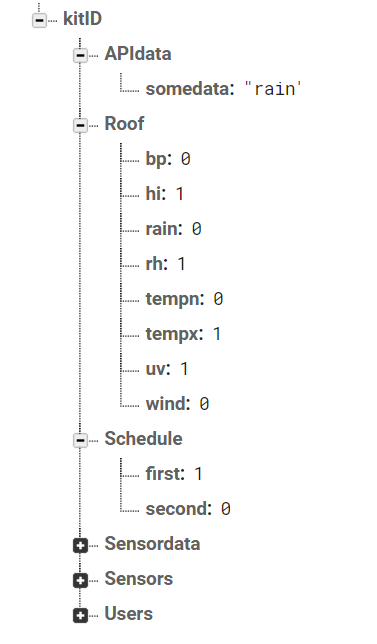 kitID
APIdata
somedata: "rain'
Roof
bp: 0
hi: 1
rain: 0
rh: 1
tempn: 0
tempx: 1
uv: 1
wind: 0
Schedule
first: 1
second: 0
Sensordata
Sensors
Users